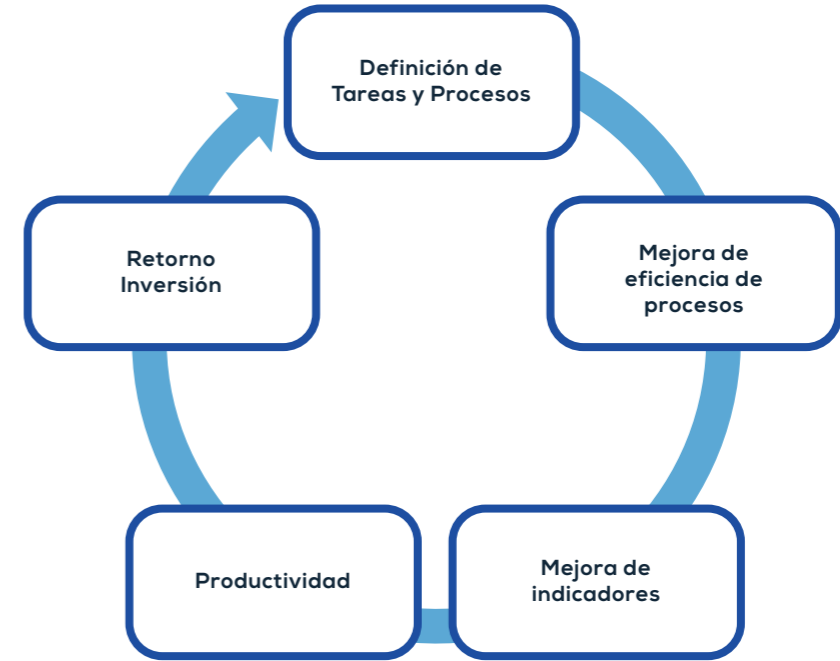 Definición de
Tareas y Procesos
Mejora de
eficiencia de
procesos
Mejora de
indicadores
Productividad
Retorno
Inversión